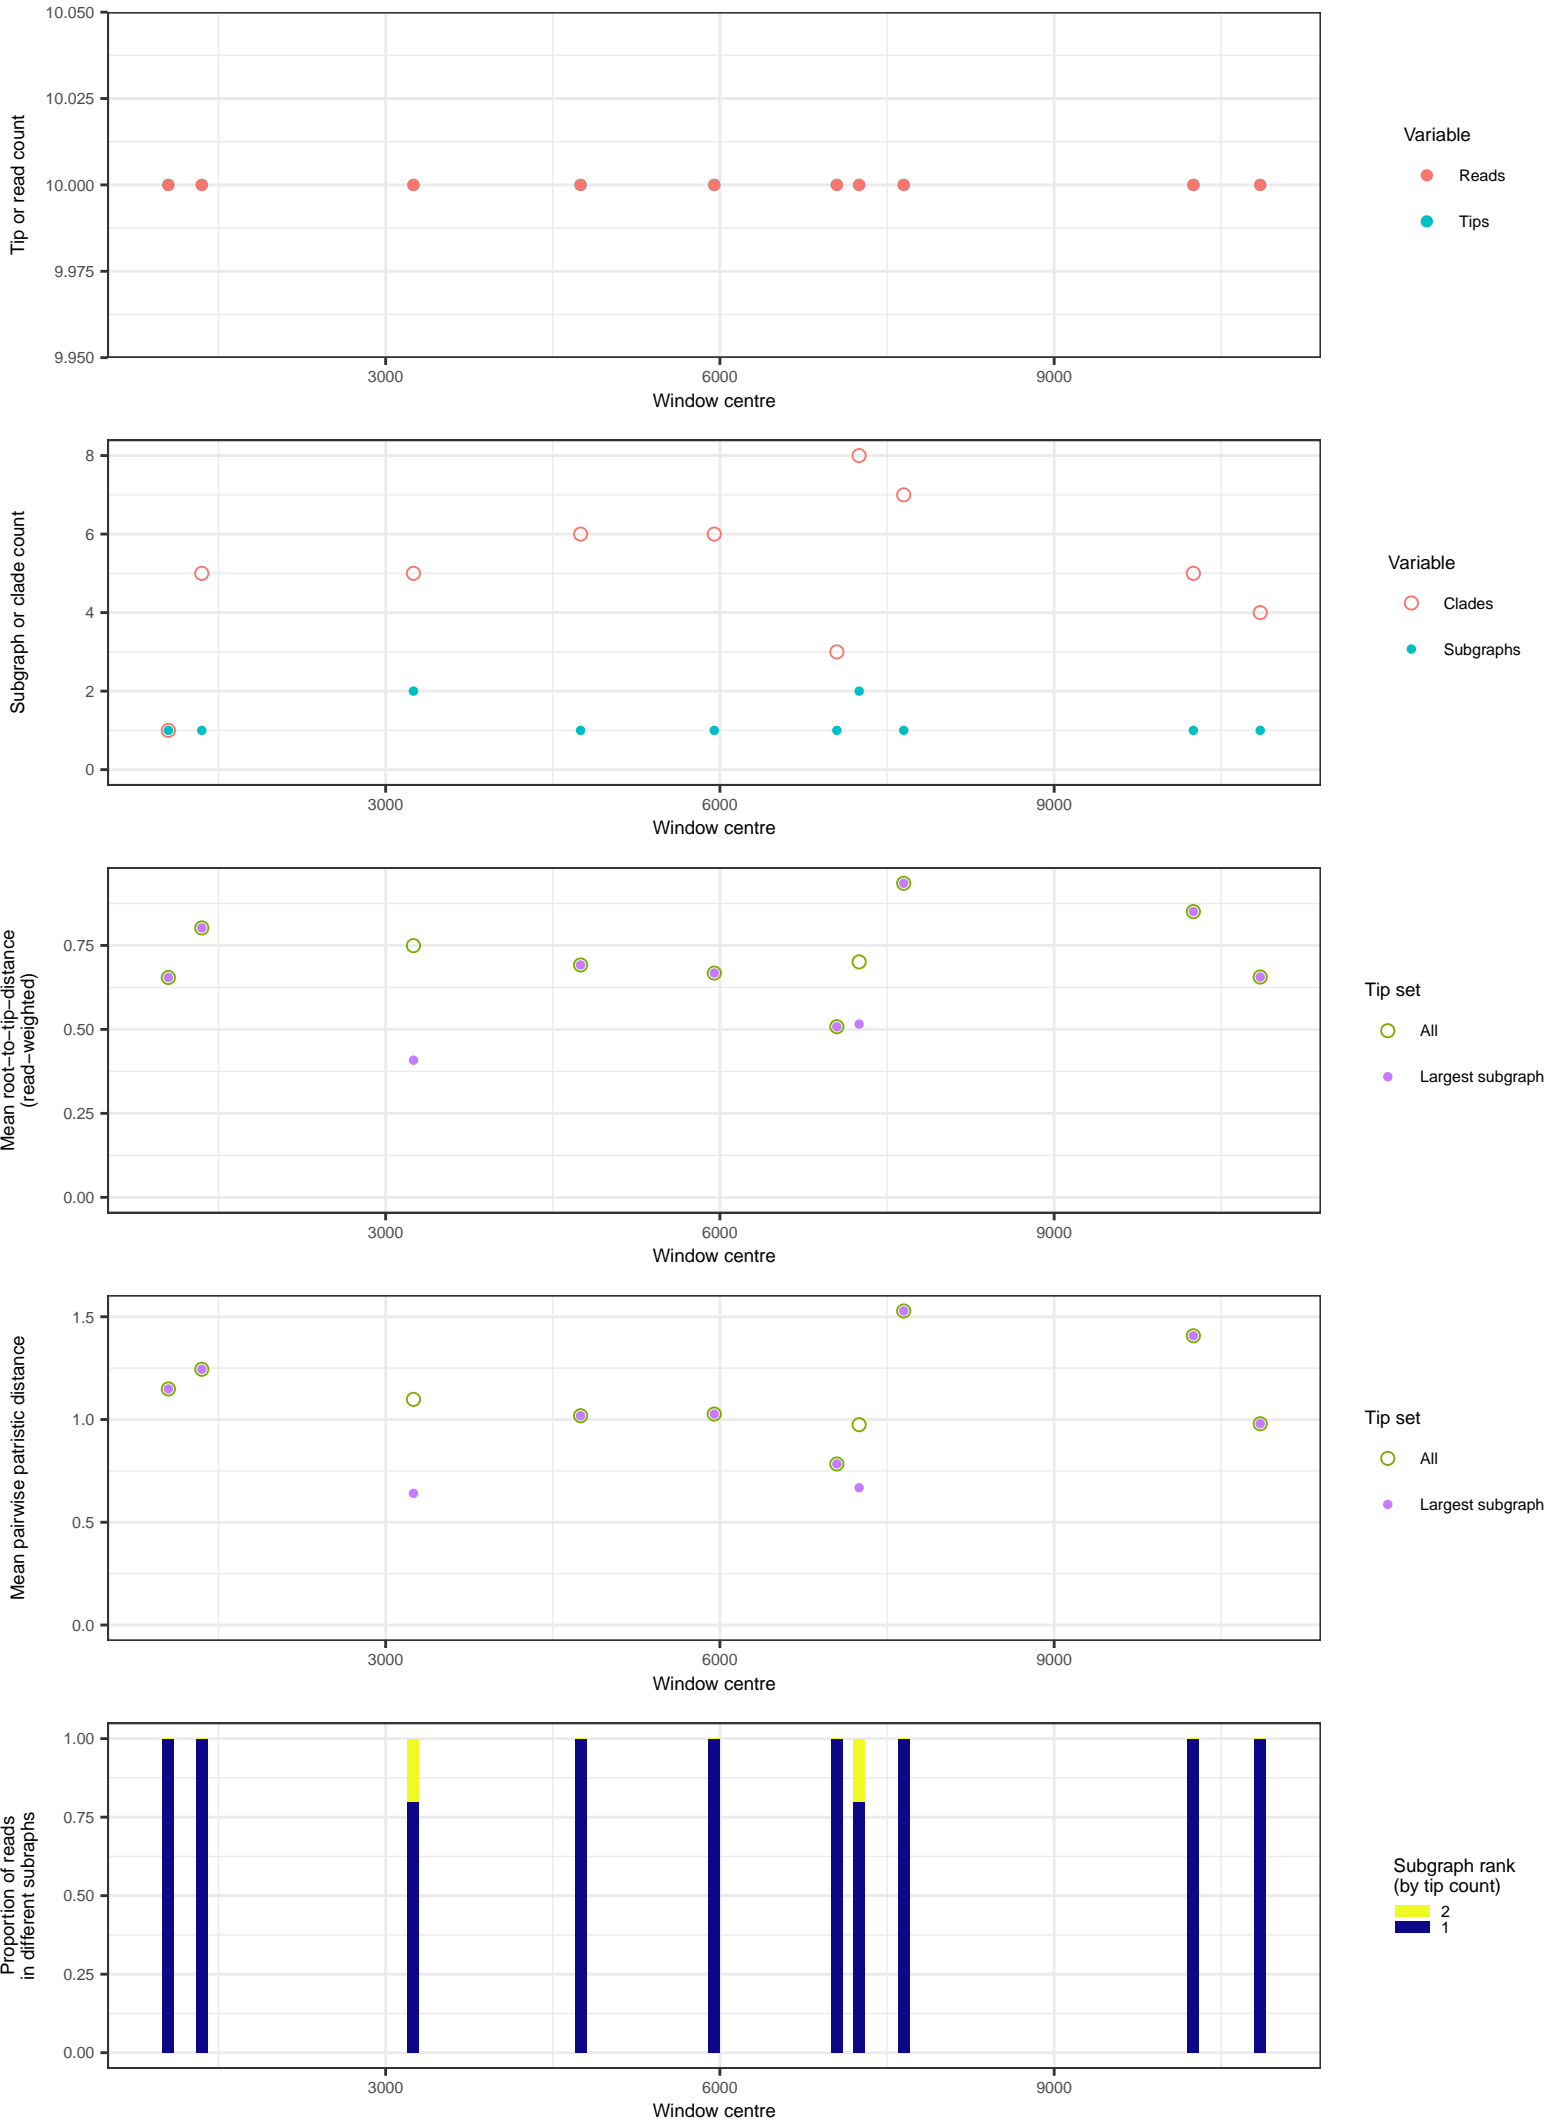 10.050
10.025
10.000
9.975
9.950
Tip or read count
3000
6000
9000
Window centre
Variable
Reads
Tips
8
6
4
2
0
Subgraph or clade count
3000
6000
9000
Window centre
Variable
Clades
Subgraphs
0.75
0.50
0.25
0.00
Mean root−to−tip−distance
(read−weighted)
3000
6000
9000
Window centre
Tip set
All
Largest subgraph
1.5
1.0
0.5
0.0
Mean pairwise patristic distance
3000
6000
9000
Window centre
Tip set
All
Largest subgraph
1.00
0.75
0.50
0.25
0.00
Proportion of reads
in different subraphs
3000
6000
9000
Window centre
Subgraph rank
(by tip count)
2
1